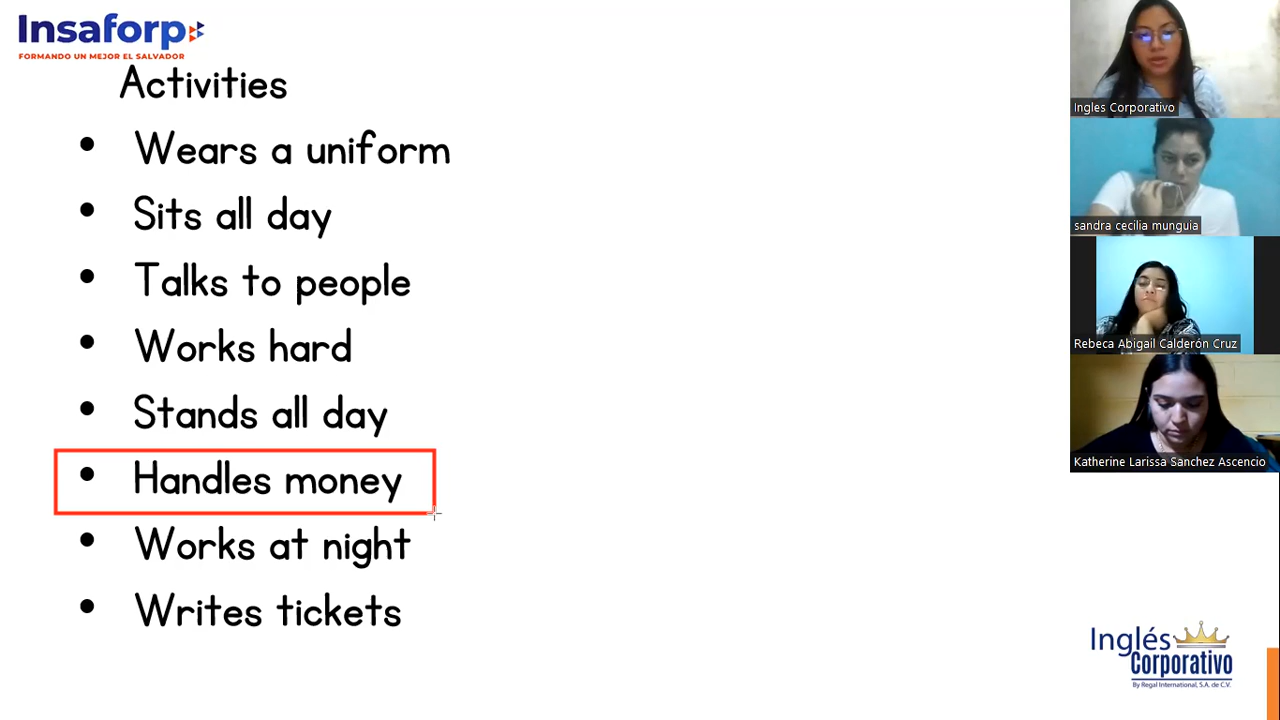 Insaforp
FORMANDO UN MEJOR EL SALVADOR
Activities
• Wears a uniform
• Sits all day
• Talks to people
• Works hard
• Stands all day
• Handles money
• Works at night
• Writes tickets
Ingles Corporativo
sandra cecilia munguia
Rebeca Abigail Calderón Cruz
Katherine Larissa Sanchez Ascencio
Inglés
Corporativo
By Regal International, S.A. de C.V.